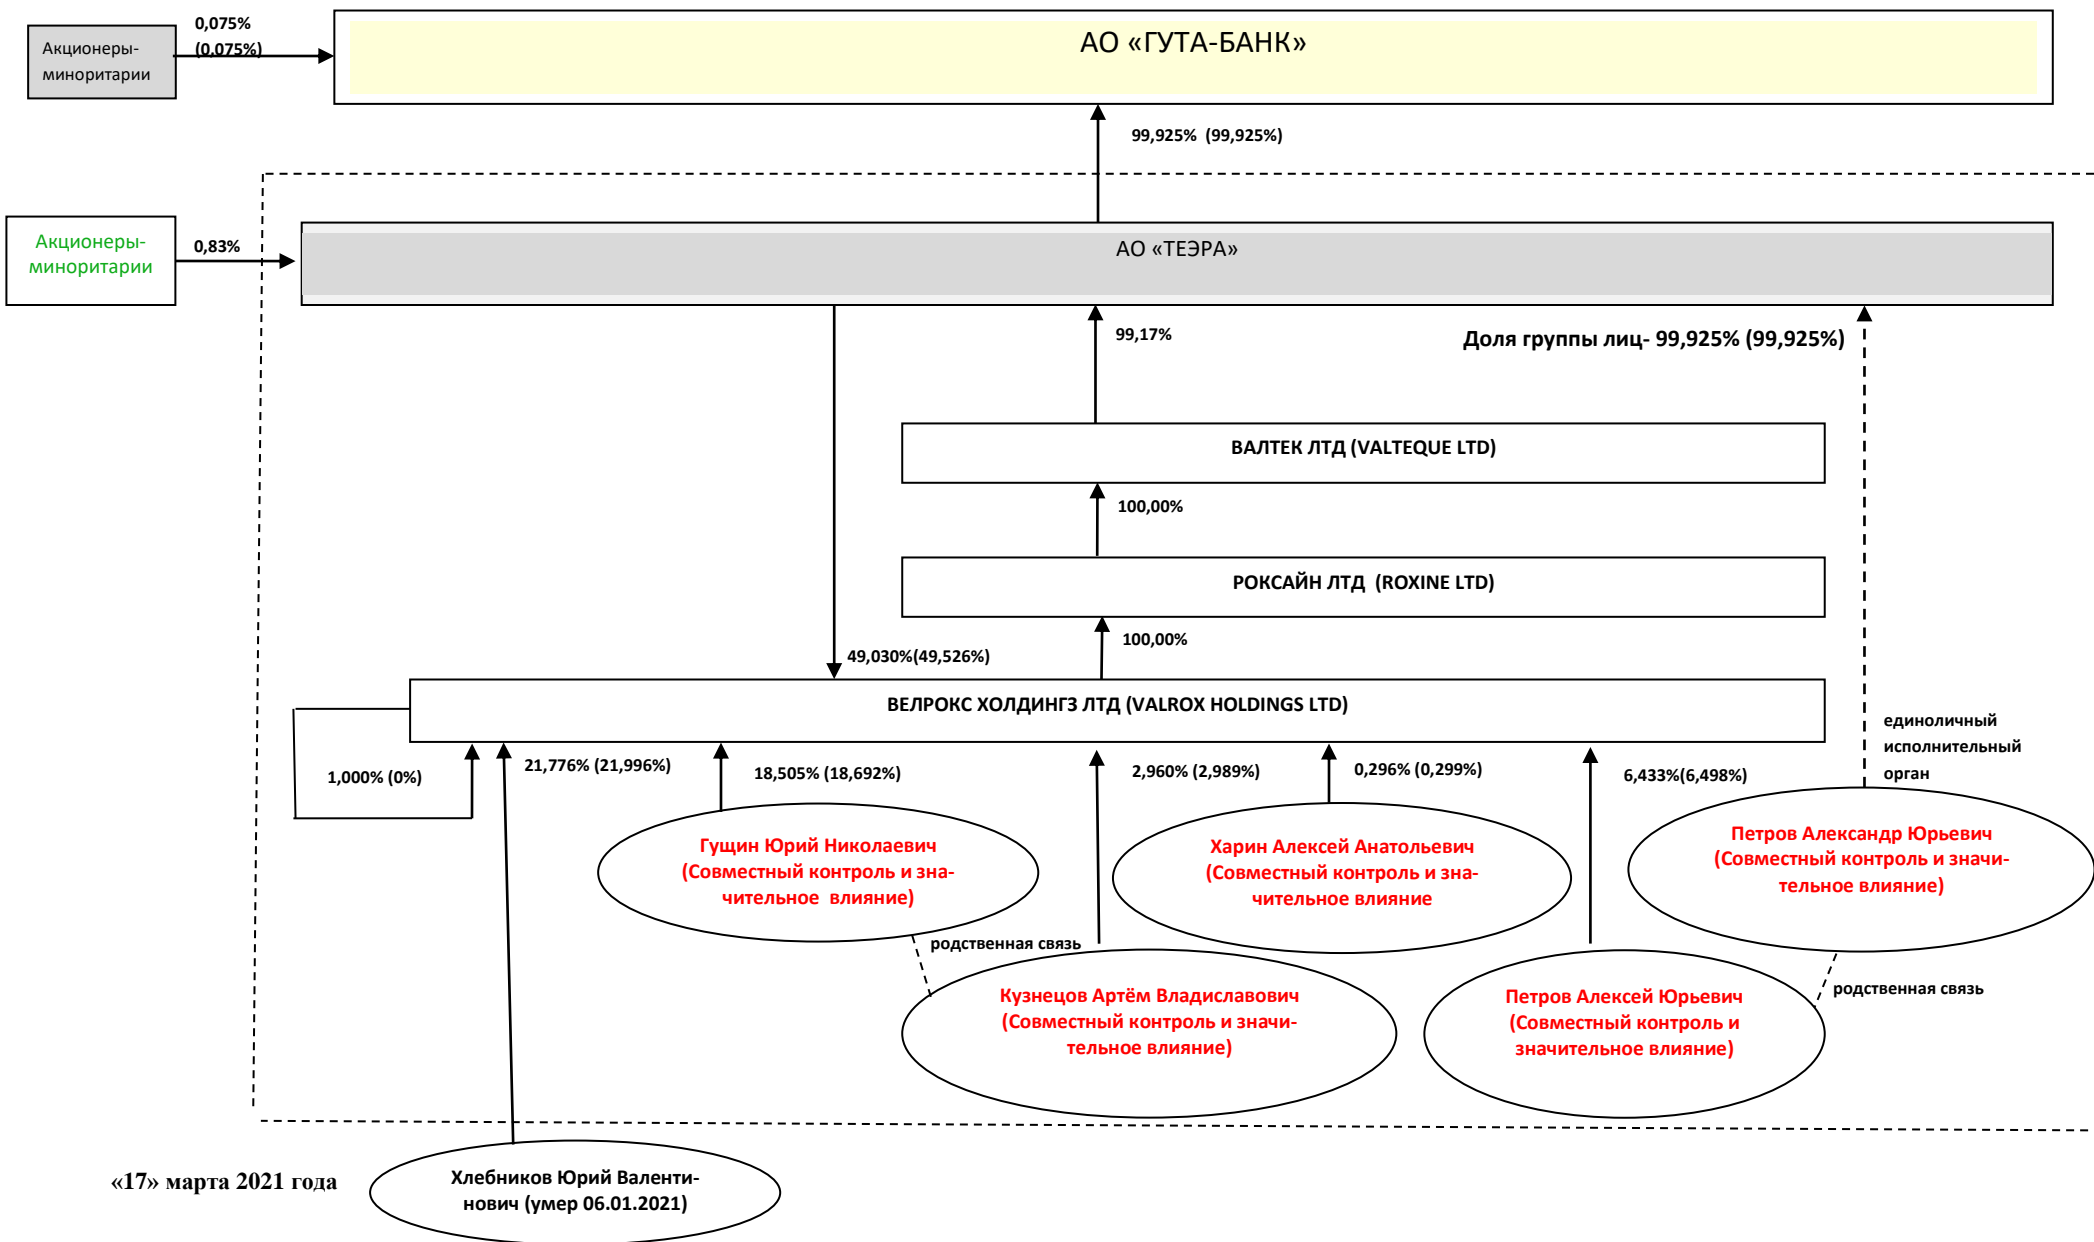 0,075%
(0,075%)
Акционеры-
миноритарии
АО «ГУТА-БАНК»
99,925%  (99,925%)
Акционеры-
миноритарии
0,83%
АО «ТЕЭРА»
99,17%
Доля группы лиц- 99,925% (99,925%)
ВАЛТЕК ЛТД (VALTEQUE LTD)
100,00%
РОКСАЙН ЛТД  (ROXINE LTD)
100,00%
49,030%(49,526%)
ВЕЛРОКС ХОЛДИНГЗ ЛТД (VALROX HOLDINGS LTD)
единоличный
исполнительный
орган
1,000% (0%)
21,776% (21,996%)
18,505% (18,692%)
2,960% (2,989%)
0,296% (0,299%)
6,433%(6,498%)
Гущин Юрий Николаевич
(Совместный контроль и зна-
чительное  влияние)
Харин Алексей Анатольевич
(Совместный контроль и зна-
чительное влияние
Петров Александр Юрьевич
(Совместный контроль и значи-
тельное влияние)
родственная связь
Кузнецов Артём Владиславович
(Совместный контроль и значи-
тельное влияние)
Петров Алексей Юрьевич
(Совместный контроль и
значительное влияние)
родственная связь
«17» марта 2021 года
Хлебников Юрий Валенти-
нович (умер 06.01.2021)